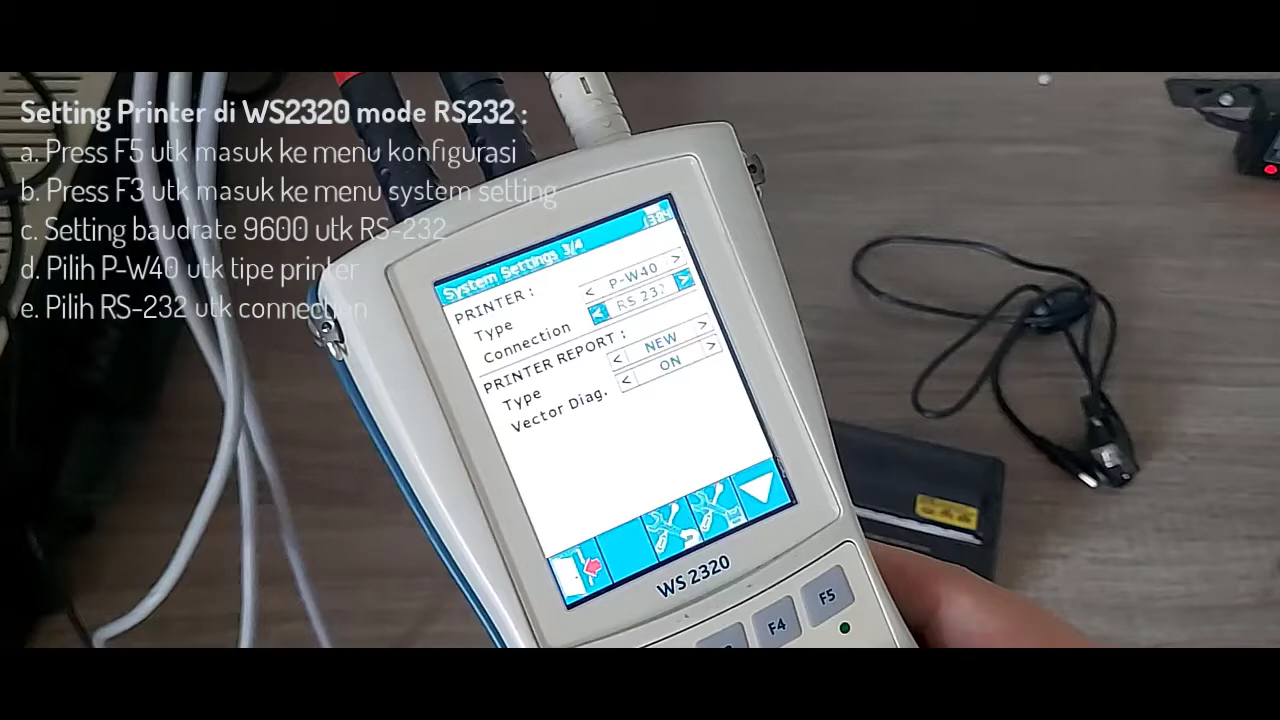 Setting Printer di WS2320 mode RS232 :
a. Press F5 utk masuk ke menu konfigurasi
b. Press F3 utk masuk ke menu system setting
c. Setting baudrate 9600 utk RS-232
d. Pilih P-W40 utk tipe printer
e. Pilih RS-232 utk connection
System Settings 3/4
PRINTER :
Type < P-W40 >
Connection < RS 232 >
PRINTER REPORT :
Type < NEW >
Vector Diag. < ON >
WS 2320
F4 F5